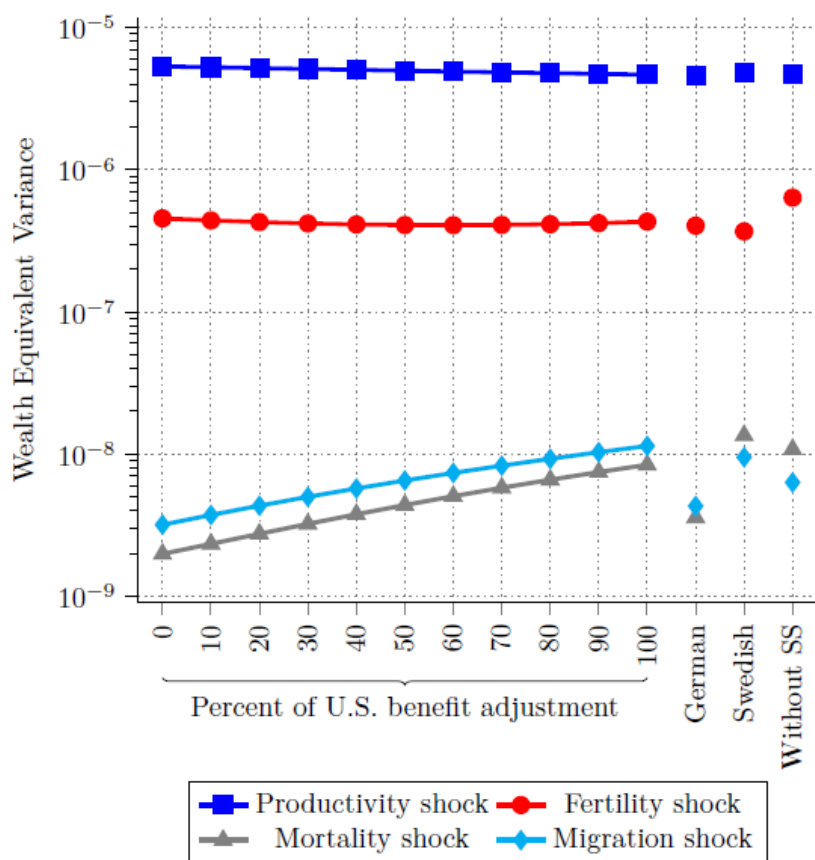 Wealth Equivalent Variance
10^-5
10^-6
10^-7
10^-8
10^-9
0 10 20 30 40 50 60 70 80 90 100 German Swedish Without SS
Percent of U.S. benefit adjustment
Productivity shock Fertility shock
Mortality shock Migration shock